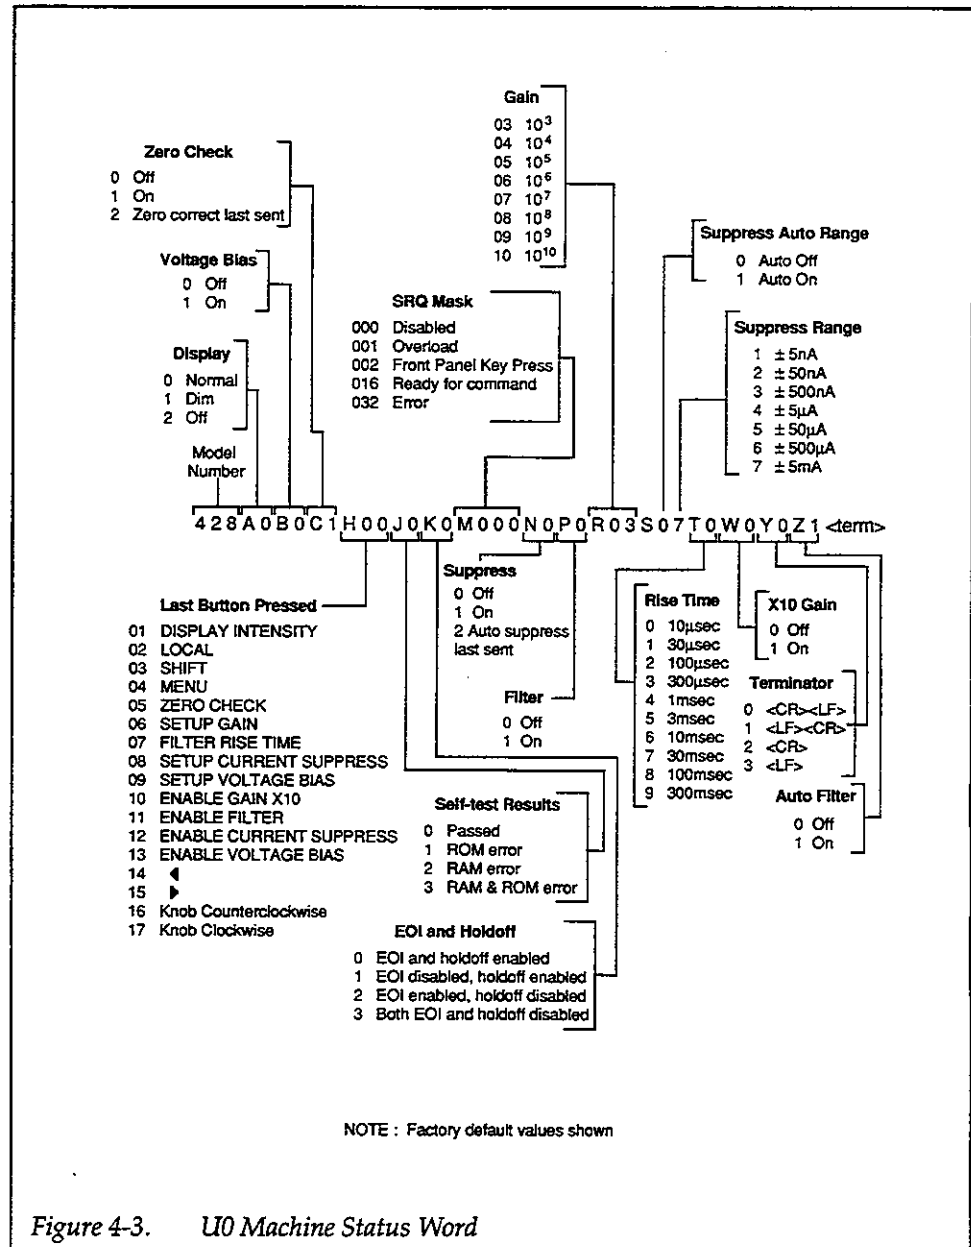 Gain
03 10³
04 10⁴
05 10⁵
06 10⁶
07 10⁷
08 10⁸
09 10⁹
10 10¹⁰
Zero Check
0 Off
1 On
2 Zero correct last sent
Voltage Bias
0 Off
1 On
Display
0 Normal
1 Dim
2 Off
Model
Number
SRQ Mask
000 Disabled
001 Overload
002 Front Panel Key Press
016 Ready for command
032 Error
Suppress Auto Range
0 Auto Off
1 Auto On
Suppress Range
1 ±5nA
2 ±50nA
3 ±500nA
4 ±5µA
5 ±50µA
6 ±500µA
7 ±5mA
428A0B0C1H00J0K0M000N0P0R03S07T0W0Y0Z1 <term>
Last Button Pressed
01 DISPLAY INTENSITY
02 LOCAL
03 SHIFT
04 MENU
05 ZERO CHECK
06 SETUP GAIN
07 FILTER RISE TIME
08 SETUP CURRENT SUPPRESS
09 SETUP VOLTAGE BIAS
10 ENABLE GAIN X10
11 ENABLE FILTER
12 ENABLE CURRENT SUPPRESS
13 ENABLE VOLTAGE BIAS
14 ◀
15 ▶
16 Knob Counterclockwise
17 Knob Clockwise
Suppress
0 Off
1 On
2 Auto suppress
last sent
Filter
0 Off
1 On
Self-test Results
0 Passed
1 ROM error
2 RAM error
3 RAM & ROM error
EOI and Holdoff
0 EOI and holdoff enabled
1 EOI disabled, holdoff enabled
2 EOI enabled, holdoff disabled
3 Both EOI and holdoff disabled
Rise Time
0 10µsec
1 30µsec
2 100µsec
3 300µsec
4 1msec
5 3msec
6 10msec
7 30msec
8 100msec
9 300msec
X10 Gain
0 Off
1 On
Terminator
0 <CR><LF>
1 <LF><CR>
2 <CR>
3 <LF>
Auto Filter
0 Off
1 On
NOTE : Factory default values shown
Figure 4-3. U0 Machine Status Word